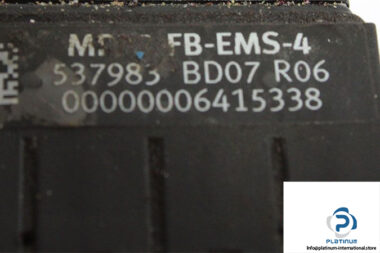 FB-EMS-4
537983 BD07 R06
00000006415338
PLATINUM
info@platinum-international.store